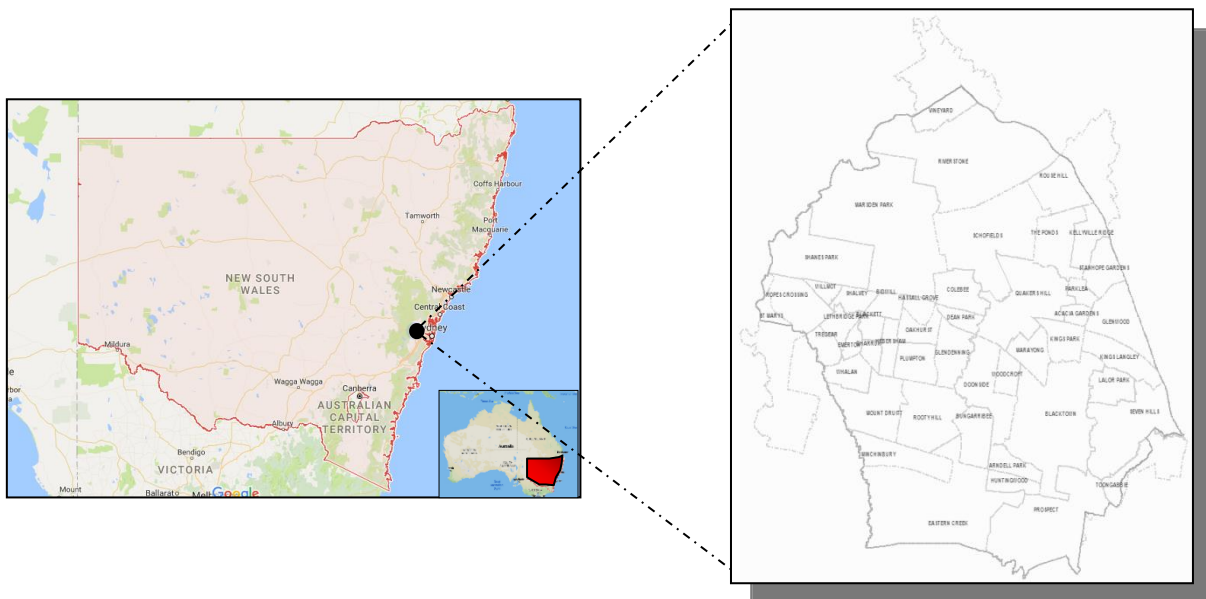 Coffs Harbour
Tamworth
Port
Macquarie
NEW SOUTH
WALES
Newcastle
Central Coast
ydney
Mildura
Wagga Wagga
Canberra
AUSTRALIAN
CAPITAL
TERRITORY
Albury
Bendigo
VICTORIA
Mount
Ballarat
Google
Australia
VINEYARD
RIVERSTONE
ROUSE HILL
MARSDEN PARK
SCHOFIELDS
THE PONDS
KELLYVILLE RIDGE
SHANES PARK
STANHOPE GARDENS
ROPES CROSSING
WILLMOT
SHALVEY
BIDWILL
HASSALL GROVE
COLEBEE
QUAKERS HILL
PARKLEA
ST MARYS
LETHBRIDGE PARK
BLACKETT
OAKHURST
DEAN PARK
ACACIA GARDENS
GLENWOOD
TREGEAR
EMERTON
PLUMPTON
GLENDENNING
MARAYONG
KINGS PARK
KINGS LANGLEY
WHALAN
WOODCROFT
DOONSIDE
LALOR PARK
MOUNT DRUITT
ROOTY HILL
BUNGARRIBEE
BLACKTOWN
SEVEN HILLS
MINCHINBURY
ARNDELL PARK
HUNTINGWOOD
TOONGABBIE
PROSPECT
EASTERN CREEK